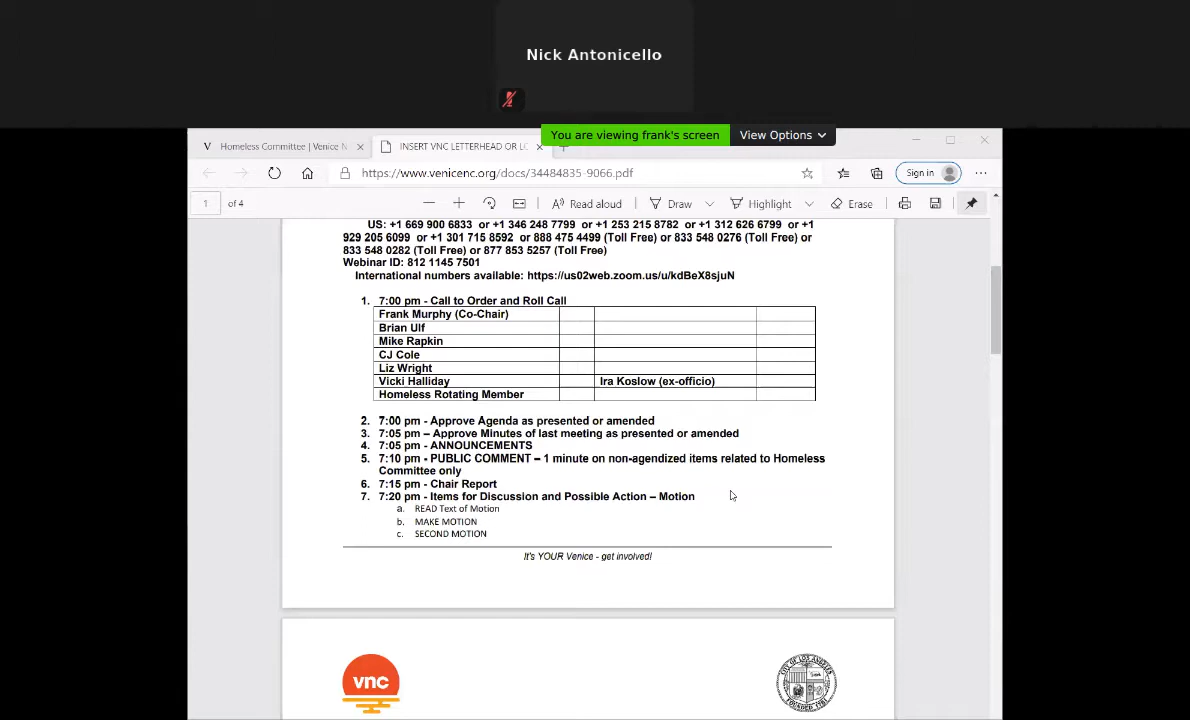 Nick Antonicello
You are viewing frank's screen View Options
V Homeless Committee | Venice N
INSERT VNC LETTERHEAD OR LO
https://www.venicenc.org/docs/34484835-9066.pdf
Sign in
1 of 4
Read aloud
Draw
Highlight
Erase
US: +1 669 900 6833 or +1 346 248 7799 or +1 253 215 8782 or +1 312 626 6799 or +1
929 205 6099 or +1 301 715 8592 or 888 475 4499 (Toll Free) or 833 548 0276 (Toll Free) or
833 548 0282 (Toll Free) or 877 853 5257 (Toll Free)
Webinar ID: 812 1145 7501
International numbers available: https://us02web.zoom.us/u/kdBeX8sjuN
1. 7:00 pm - Call to Order and Roll Call
Frank Murphy (Co-Chair)
Brian Ulf
Mike Rapkin
CJ Cole
Liz Wright
Vicki Halliday Ira Koslow (ex-officio)
Homeless Rotating Member
2. 7:00 pm - Approve Agenda as presented or amended
3. 7:05 pm – Approve Minutes of last meeting as presented or amended
4. 7:05 pm - ANNOUNCEMENTS
5. 7:10 pm - PUBLIC COMMENT – 1 minute on non-agendized items related to Homeless
Committee only
6. 7:15 pm - Chair Report
7. 7:20 pm - Items for Discussion and Possible Action – Motion
a. READ Text of Motion
b. MAKE MOTION
c. SECOND MOTION
It's YOUR Venice - get involved!
vnc
CITY OF LOS ANGELES
FOUNDED 1781